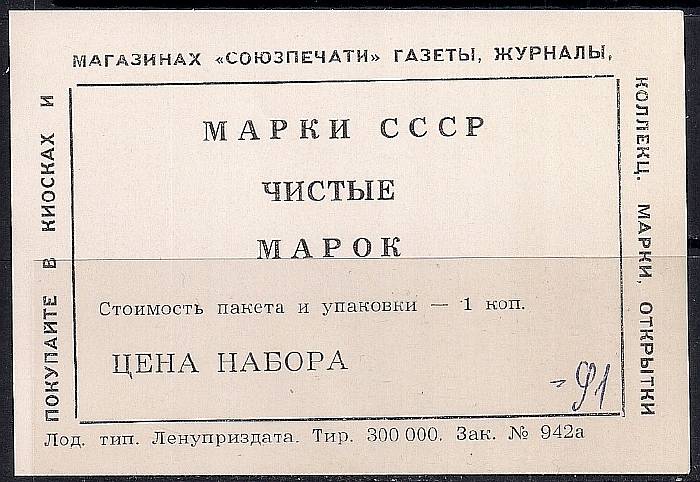 ПОКУПАЙТЕ В КИОСКАХ И
МАГАЗИНАХ «СОЮЗПЕЧАТИ» ГАЗЕТЫ, ЖУРНАЛЫ,
КОЛЛЕКЦ. МАРКИ, ОТКРЫТКИ
МАРКИ СССР
ЧИСТЫЕ
МАРОК
Стоимость пакета и упаковки — 1 коп.
ЦЕНА НАБОРА
=91
Лод. тип. Ленуприздата. Тир. 300 000. Зак. № 942а